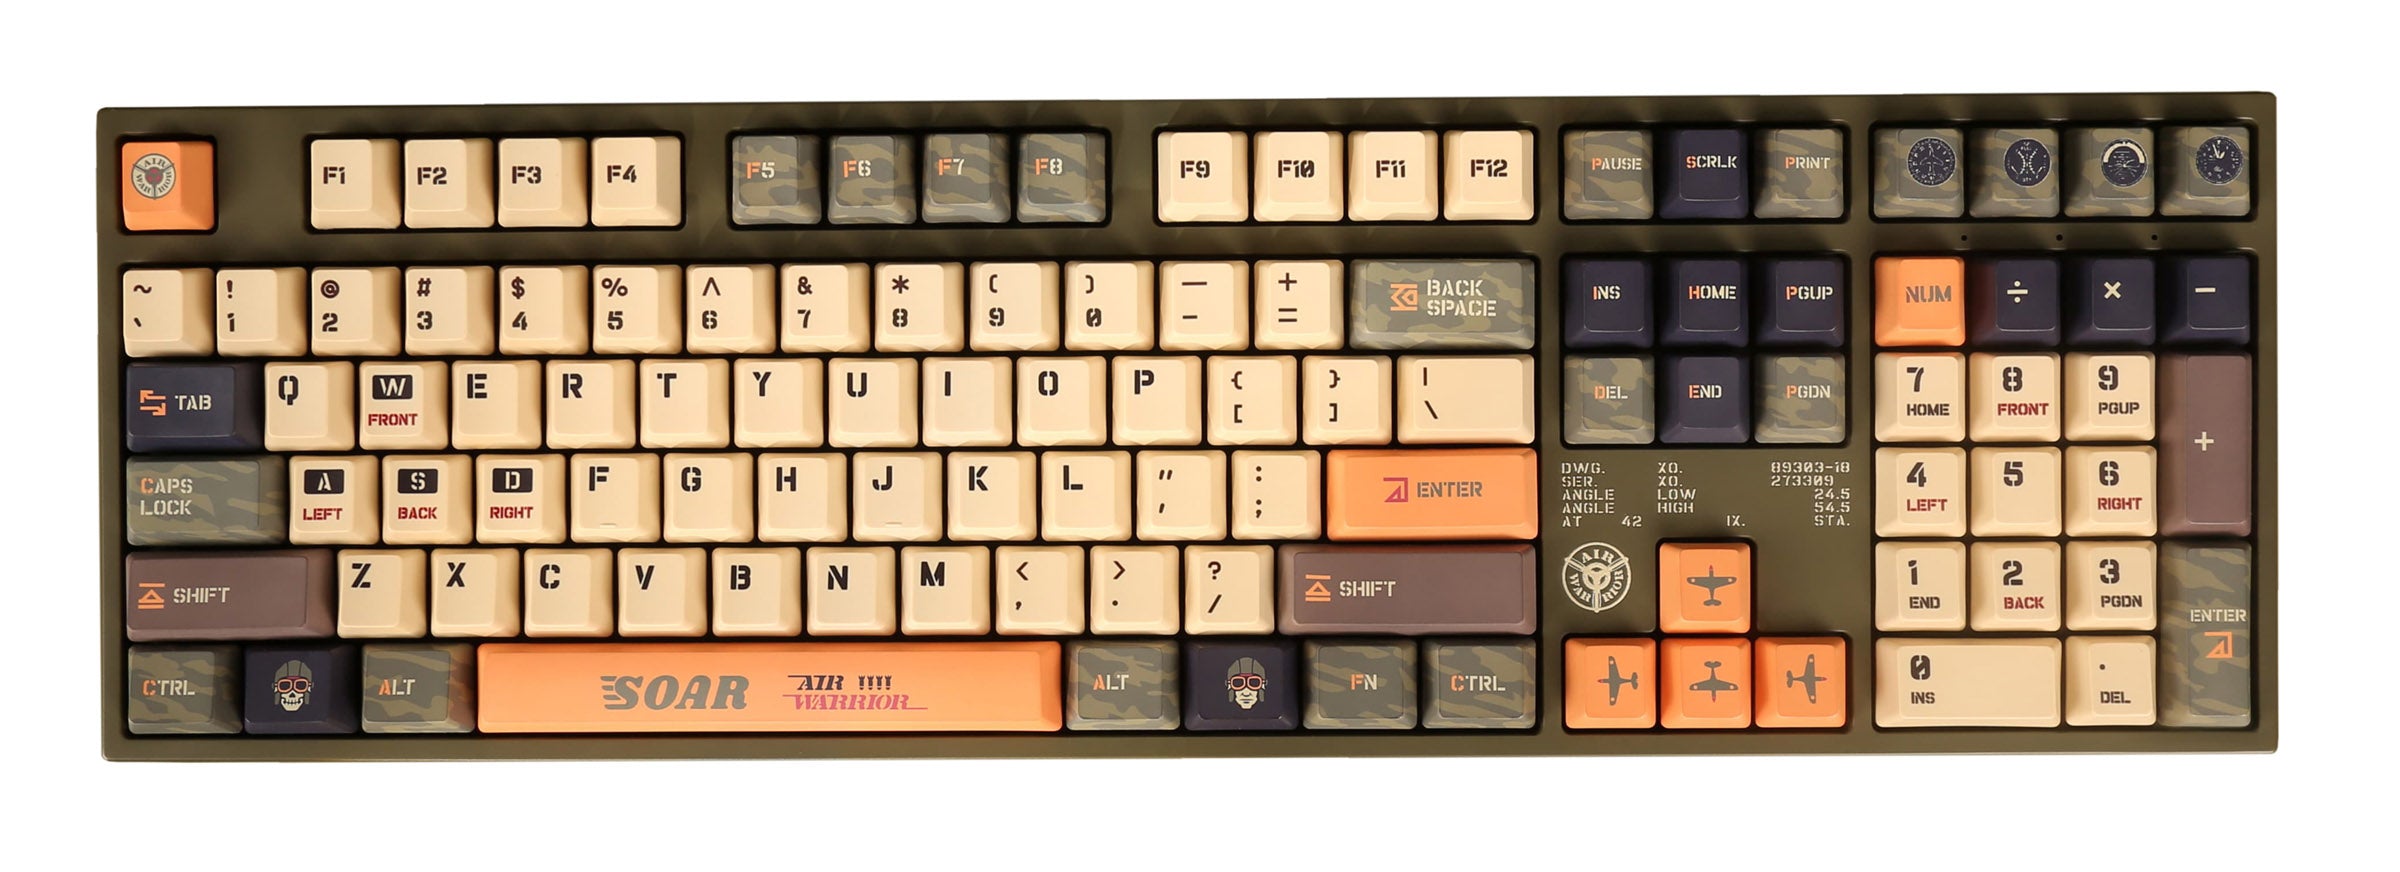 AIR WARRIOR
F1 F2 F3 F4 F5 F6 F7 F8 F9 F10 F11 F12 PAUSE SCRLK PRINT
~ ! @ # $ % ^ & * ( ) — +
` 1 2 3 4 5 6 7 8 9 0 - =
BACK
SPACE
INS HOME PGUP NUM ÷ × −
TAB Q W E R T Y U I O P { } |
FRONT [ ] \
DEL END PGDN 7 8 9 +
HOME FRONT PGUP
CAPS
LOCK
A S D F G H J K L " :
LEFT BACK RIGHT , ;
ENTER
DWG. XO. 89303-18
SER. XO. 273309
ANGLE LOW 24.5
ANGLE HIGH 54.5
AT 42 IX. STA.
4 5 6
LEFT RIGHT
SHIFT Z X C V B N M < > ?
, . /
SHIFT
AIR WARRIOR
1 2 3
END BACK PGDN
ENTER
CTRL ALT SOAR AIR
WARRIOR
ALT FN CTRL
0 .
INS DEL